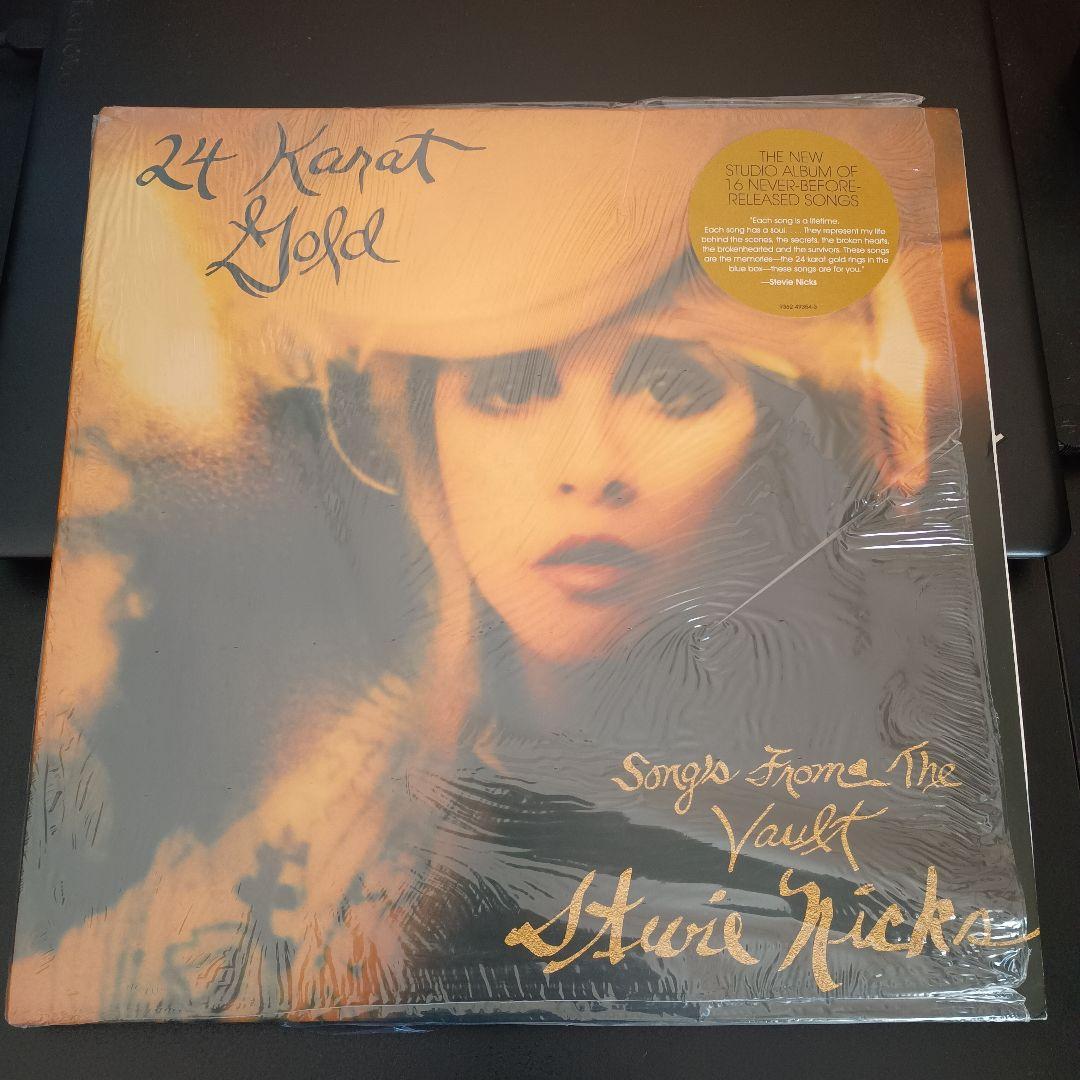 24 Karat
Gold
THE NEW
STUDIO ALBUM OF
16 NEVER-BEFORE-
RELEASED SONGS
"Each song is a lifetime.
Each song has a soul. . . . They represent my life
behind the scenes, the secrets, the broken hearts,
the brokenhearted and the survivors. These songs
are the memories—the 24 karat gold rings in the
blue box—these songs are for you."
—Stevie Nicks
9362-49354-3
Songs From The
Vault
Stevie Nicks